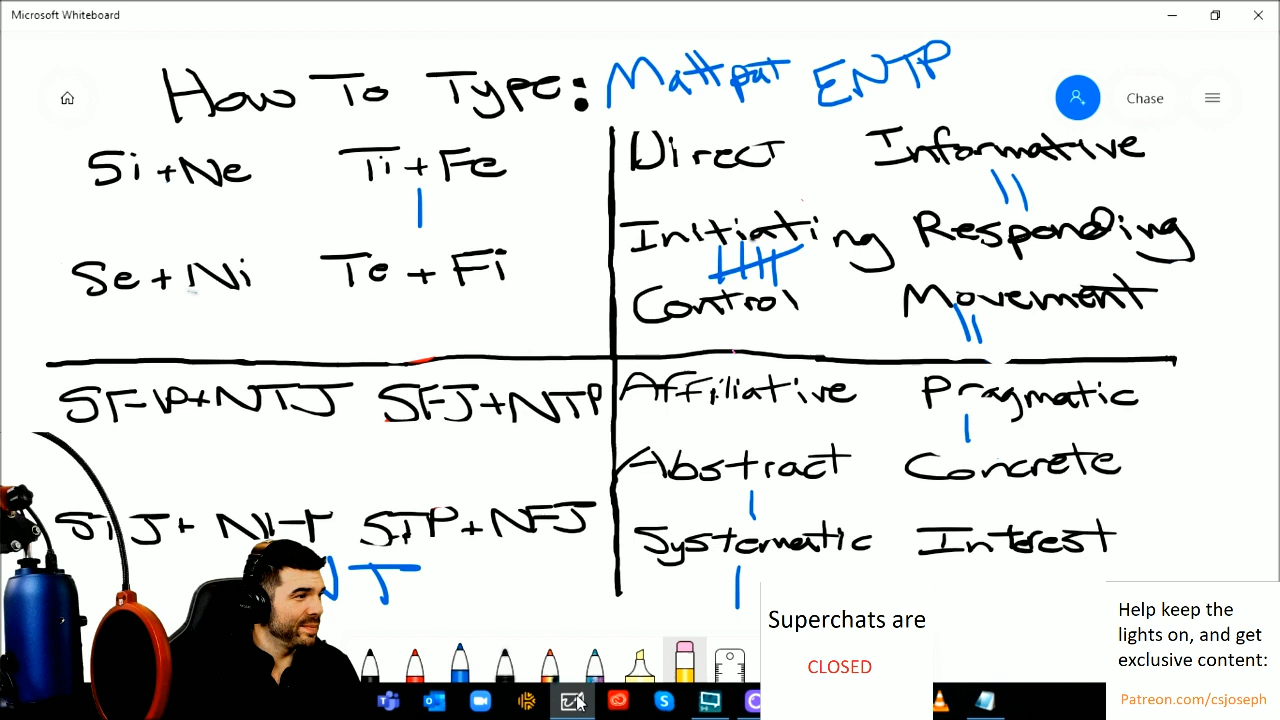 Microsoft Whiteboard
How To Type: Mattpat ENTP
Chase
Si + Ne Ti + Fe
Se + Ni Te + Fi
Direct Informative
Initiating Responding
Control Movement
SFP + NTJ SFJ + NTP
STJ + NFP STP + NFJ
NT
Affiliative Pragmatic
Abstract Concrete
Systematic Interest
Superchats are
CLOSED
Help keep the
lights on, and get
exclusive content:
Patreon.com/csjoseph